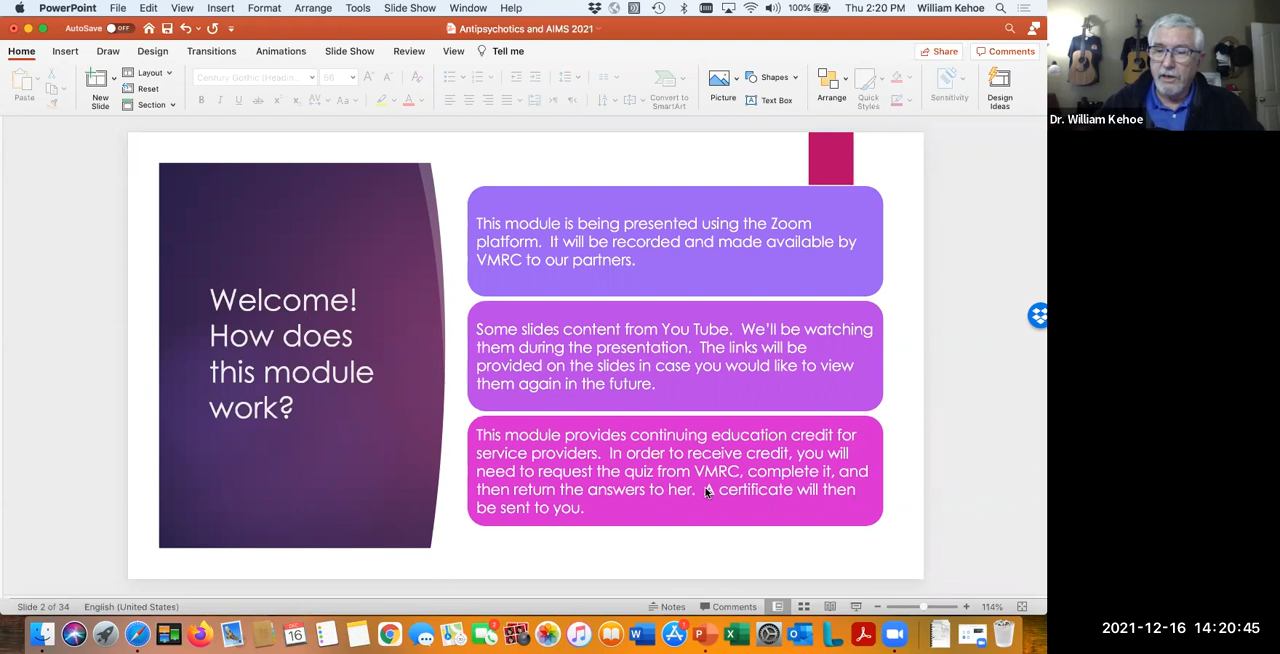 PowerPoint File Edit View Insert Format Arrange Tools Slide Show Window Help 100% Thu 2:20 PM William Kehoe
AutoSave OFF Antipsychotics and AIMS 2021
Home Insert Draw Design Transitions Animations Slide Show Review View Tell me Share Comments
Paste New Slide Layout Reset Section Century Gothic (Headin... 56 Convert to SmartArt Picture Shapes Text Box Arrange Quick Styles Sensitivity Design Ideas
Dr. William Kehoe
Welcome!
How does
this module
work?
This module is being presented using the Zoom
platform. It will be recorded and made available by
VMRC to our partners.
Some slides content from You Tube. We'll be watching
them during the presentation. The links will be
provided on the slides in case you would like to view
them again in the future.
This module provides continuing education credit for
service providers. In order to receive credit, you will
need to request the quiz from VMRC, complete it, and
then return the answers to her. A certificate will then
be sent to you.
Slide 2 of 34 English (United States) Notes Comments 114%
2021-12-16 14:20:45